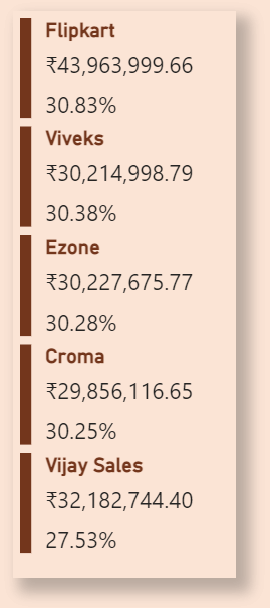 Flipkart
₹43,963,999.66
30.83%
Viveks
₹30,214,998.79
30.38%
Ezone
₹30,227,675.77
30.28%
Croma
₹29,856,116.65
30.25%
Vijay Sales
₹32,182,744.40
27.53%